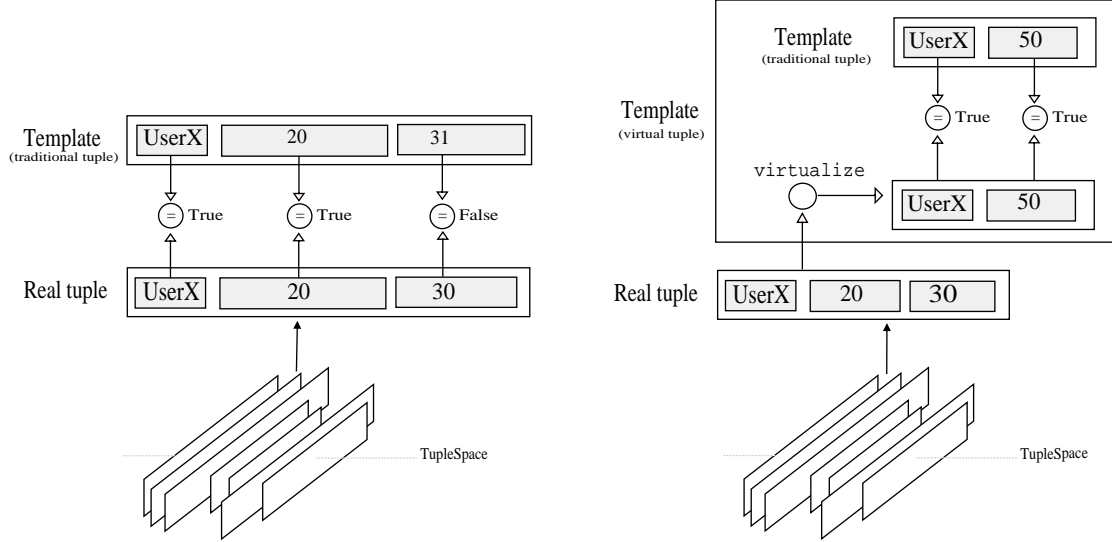 Template
(traditional tuple)
UserX 20 31
= True = True = False
Real tuple
UserX 20 30
TupleSpace
Template
(traditional tuple)
UserX 50
Template
(virtual tuple)
= True = True
virtualize
UserX 50
Real tuple
UserX 20 30
TupleSpace